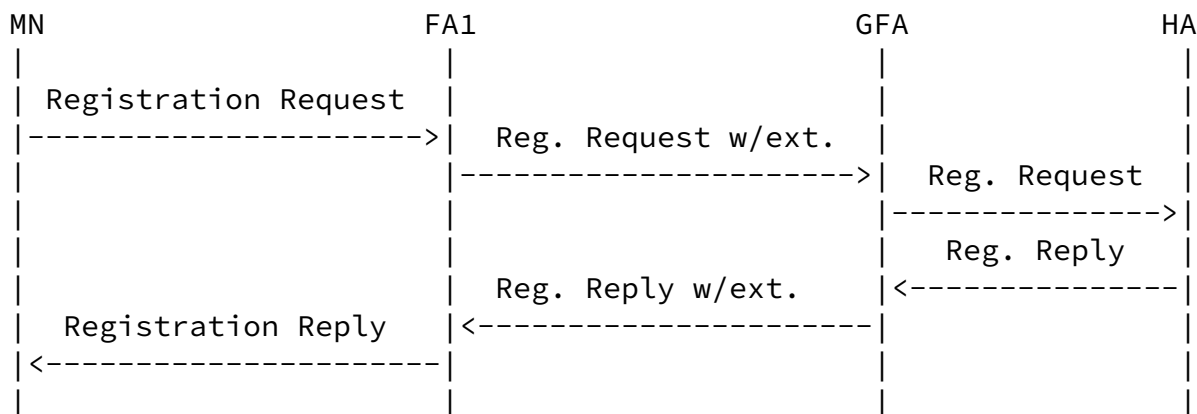 MN FA1 GFA HA
Registration Request
Reg. Request w/ext.
Reg. Request
Reg. Reply
Reg. Reply w/ext.
Registration Reply